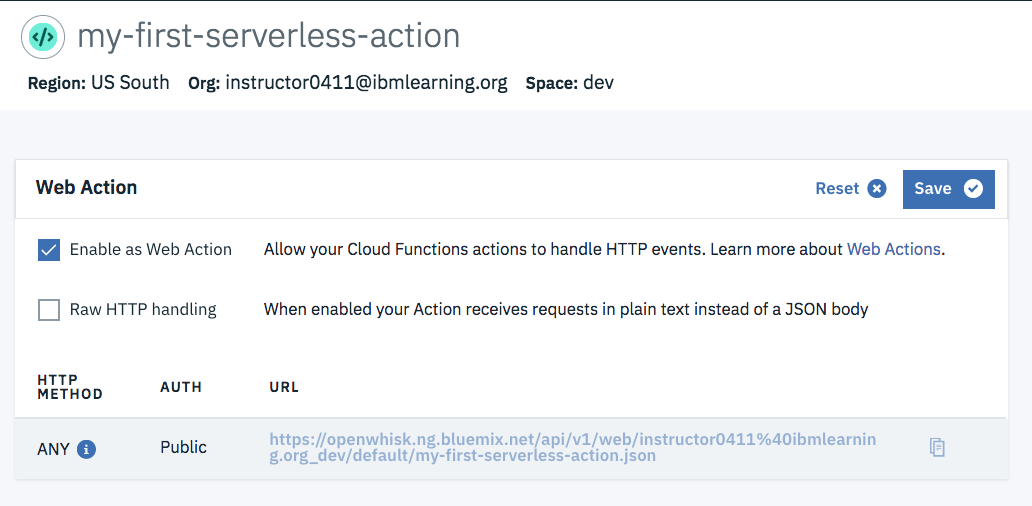 </> my-first-serverless-action
Region: US South Org: instructor0411@ibmlearning.org Space: dev
Web Action Reset Save
Enable as Web Action Allow your Cloud Functions actions to handle HTTP events. Learn more about Web Actions.
Raw HTTP handling When enabled your Action receives requests in plain text instead of a JSON body
HTTP
METHOD AUTH URL
ANY i Public https://openwhisk.ng.bluemix.net/api/v1/web/instructor0411%40ibmlearnin
g.org_dev/default/my-first-serverless-action.json